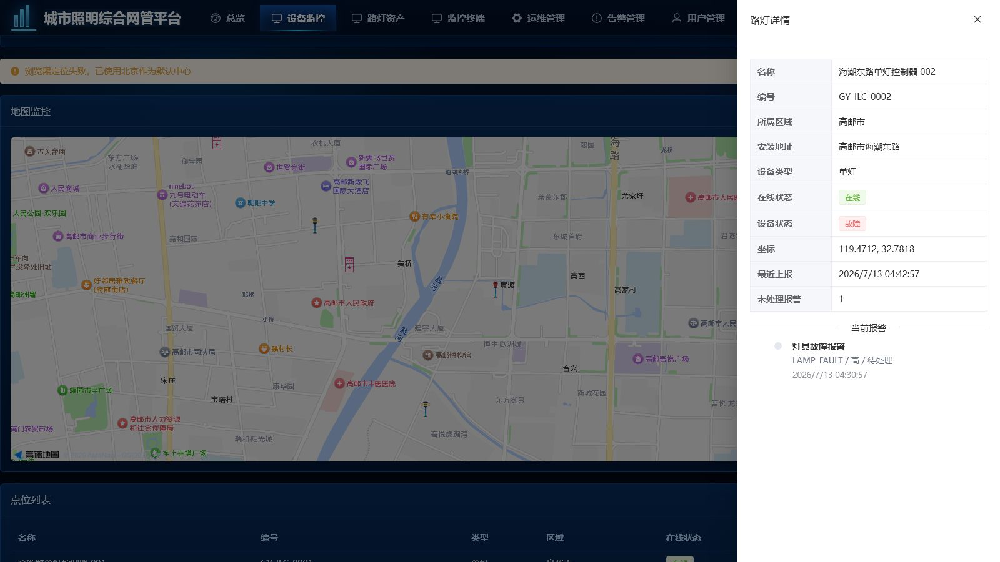 城市照明综合网管平台
总览
设备监控
路灯资产
监控终端
运维管理
告警管理
用户管理
浏览器定位失败，已使用北京作为默认中心
地图监控
古关帝庙
东方广场·
水榭华庭
御景园
农机大厦
世贸金街
新霖飞世贸
国际广场
高邮新霖飞
国际大酒店
通湖大桥
熙园
海
路
龙桥
人民商城
ninebot
九号电动车
(文通花苑店)
朝阳中学
莱茵东郡
尤家圩
高邮市人民医
人民公园-欢乐园
有幸小食院
高邮市商业步行街
嘉和国际
东城首府
君庭
旧军向
军投降处旧址
姜桥
好邻居雅致餐厅
(府前街店)
盐河
黄渡
高西
高家村
高邮州署
邓桥
高邮市人民政府
小桥
国贸大厦
盐河
建宇大厦
高邮市人民
恒生·欧洲城
高邮市司法局
鹞村长
高邮博物馆
高邮吾悦广场
合兴
宋庄
康华园
高邮市中医医院
蝶园市民广场
宝塔村
新城花园
东方御景
吾悦·龙
高邮市人力资源
和社会保障局
南门农贸市场
瑞和·阳光城
吾悦虎踞湾
高德地图
净土寺塔广场
点位列表
名称
编号
类型
区域
在线状态
路灯详情
名称 海潮东路单灯控制器 002
编号 GY-ILC-0002
所属区域 高邮市
安装地址 高邮市海潮东路
设备类型 单灯
在线状态 在线
设备状态 故障
坐标 119.4712, 32.7818
最近上报 2026/7/13 04:42:57
未处理报警 1
当前报警
灯具故障报警
LAMP_FAULT / 高 / 待处理
2026/7/13 04:30:57